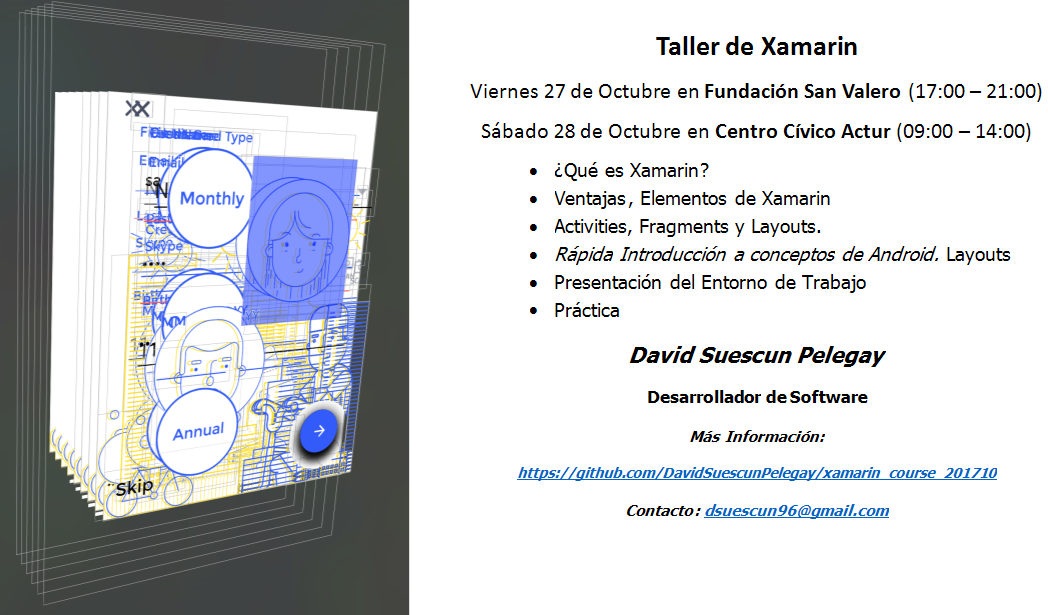 Taller de Xamarin
Viernes 27 de Octubre en Fundación San Valero (17:00 – 21:00)
Sábado 28 de Octubre en Centro Cívico Actur (09:00 – 14:00)
• ¿Qué es Xamarin?
• Ventajas, Elementos de Xamarin
• Activities, Fragments y Layouts.
• Rápida Introducción a conceptos de Android. Layouts
• Presentación del Entorno de Trabajo
• Práctica
David Suescun Pelegay
Desarrollador de Software
Más Información:
https://github.com/DavidSuescunPelegay/xamarin_course_201710
Contacto: dsuescun96@gmail.com
Type
Email
Monthly
Skype
Annual
Skip